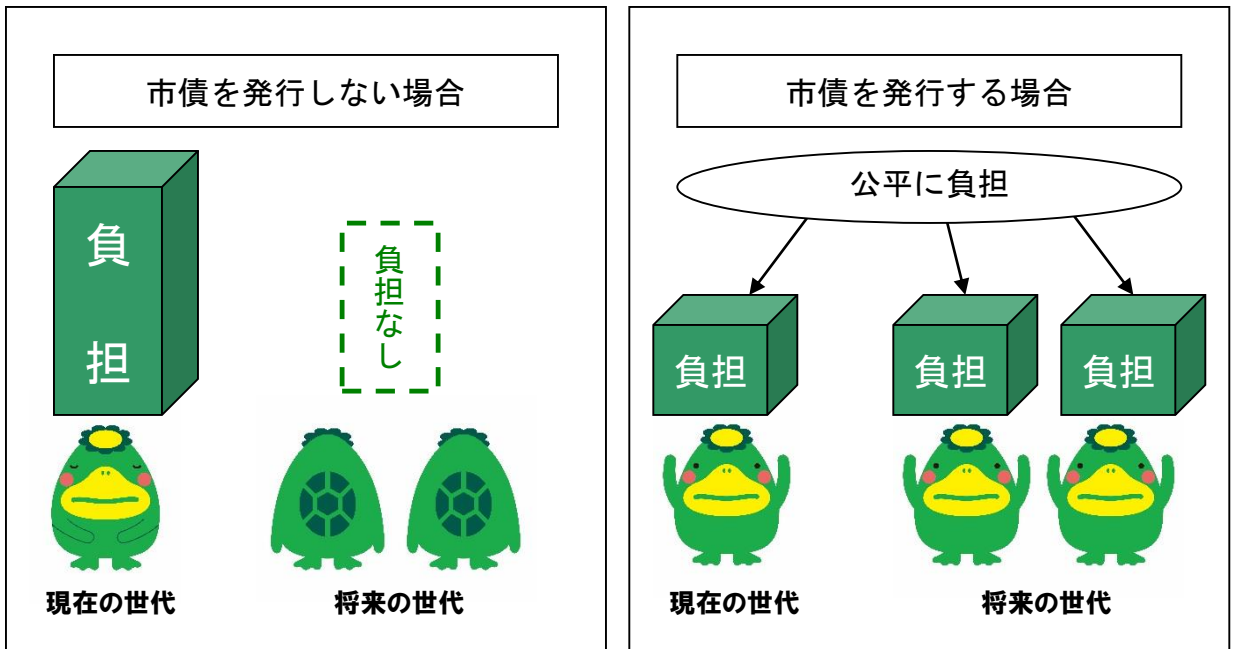 市債を発行しない場合
負担
負担なし
現在の世代
将来の世代
市債を発行する場合
公平に負担
負担
負担
負担
現在の世代
将来の世代